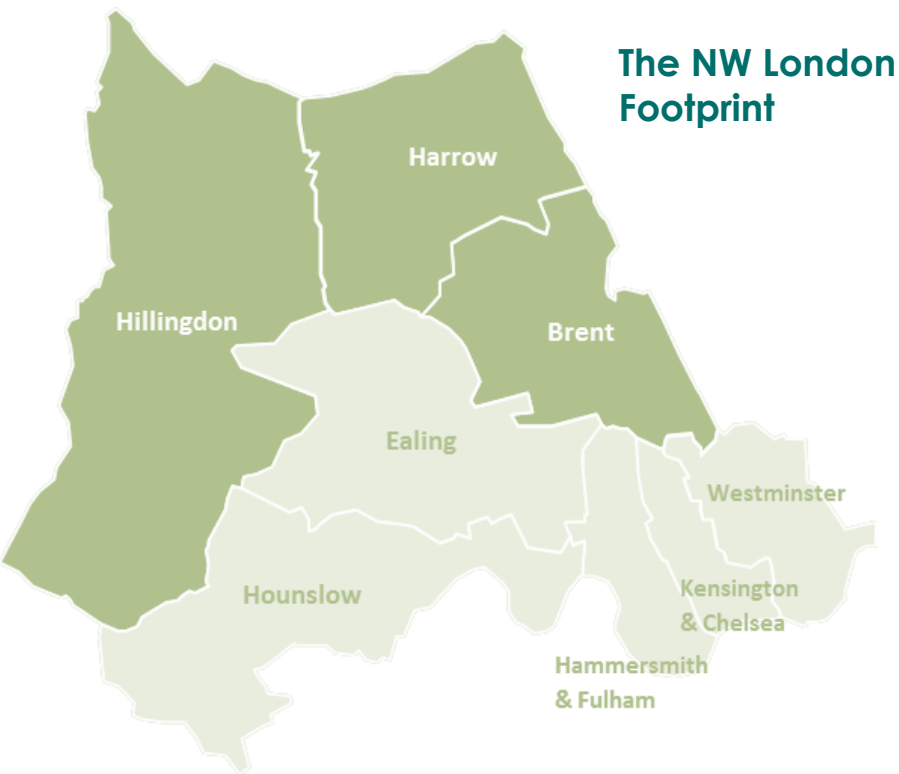 The NW London
Footprint
Harrow
Hillingdon
Brent
Ealing
Westminster
Hounslow
Kensington
& Chelsea
Hammersmith
& Fulham